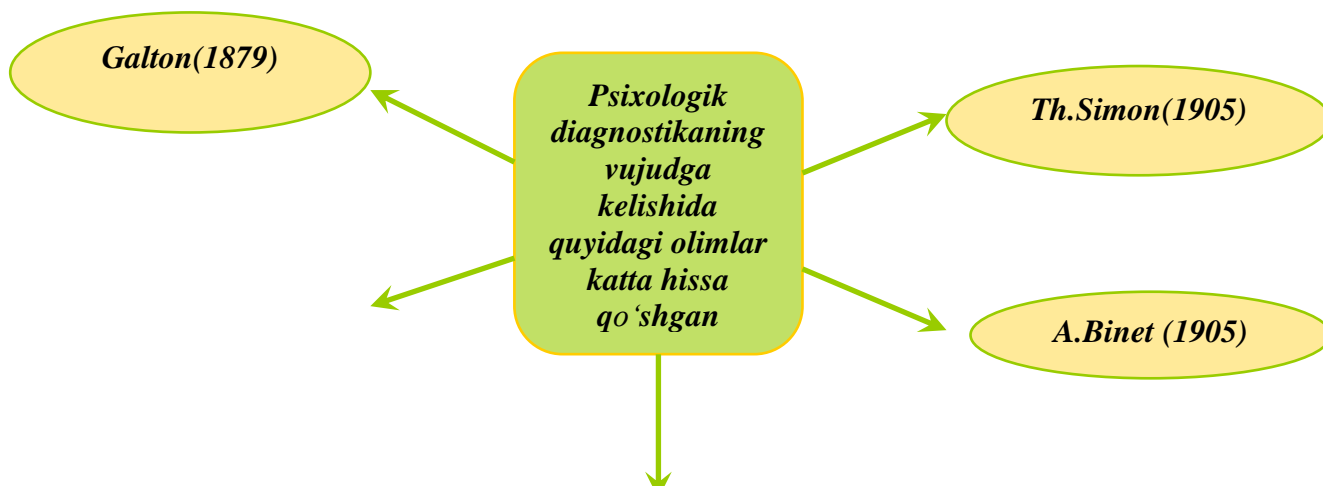 Galton(1879)
Psixologik
diagnostikaning
vujudga
kelishida
quyidagi olimlar
katta hissa
qo‘shgan
Th.Simon(1905)
A.Binet (1905)